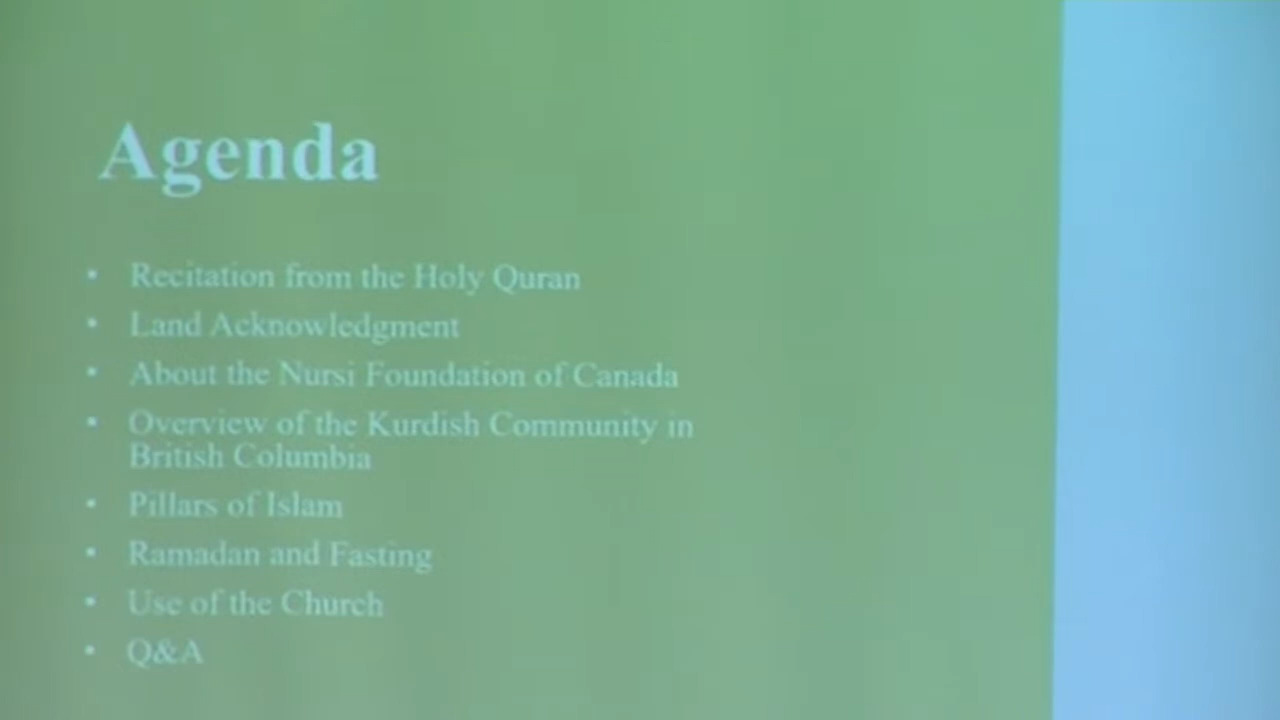 Agenda
• Recitation from the Holy Quran
• Land Acknowledgment
• About the Nursi Foundation of Canada
• Overview of the Kurdish Community in
British Columbia
• Pillars of Islam
• Ramadan and Fasting
• Use of the Church
• Q&A